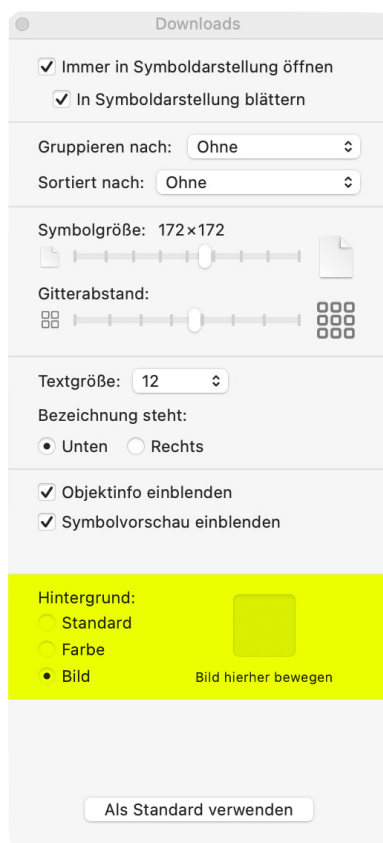 Downloads
Immer in Symboldarstellung öffnen
In Symboldarstellung blättern
Gruppieren nach: Ohne
Sortiert nach: Ohne
Symbolgröße: 172×172
Gitterabstand:
Textgröße: 12
Bezeichnung steht:
Unten Rechts
Objektinfo einblenden
Symbolvorschau einblenden
Hintergrund:
Standard
Farbe
Bild Bild hierher bewegen
Als Standard verwenden